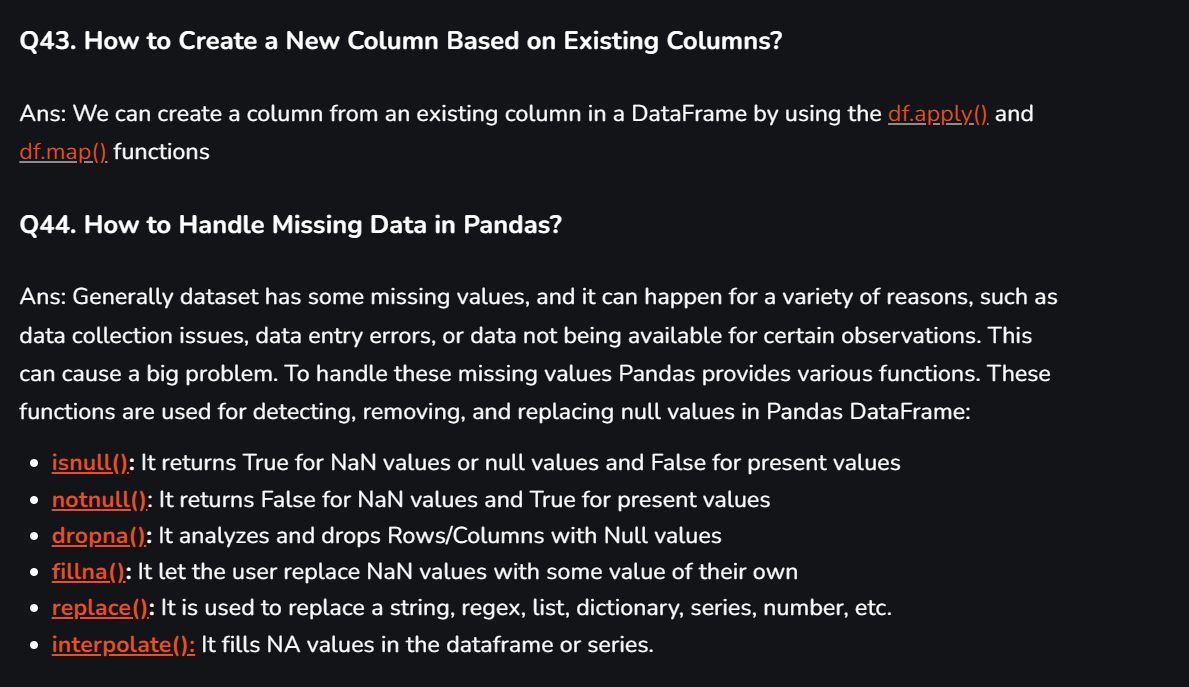 Q43. How to Create a New Column Based on Existing Columns?
Ans: We can create a column from an existing column in a DataFrame by using the df.apply() and
df.map() functions
Q44. How to Handle Missing Data in Pandas?
Ans: Generally dataset has some missing values, and it can happen for a variety of reasons, such as
data collection issues, data entry errors, or data not being available for certain observations. This
can cause a big problem. To handle these missing values Pandas provides various functions. These
functions are used for detecting, removing, and replacing null values in Pandas DataFrame:
• isnull(): It returns True for NaN values or null values and False for present values
• notnull(): It returns False for NaN values and True for present values
• dropna(): It analyzes and drops Rows/Columns with Null values
• fillna(): It let the user replace NaN values with some value of their own
• replace(): It is used to replace a string, regex, list, dictionary, series, number, etc.
• interpolate(): It fills NA values in the dataframe or series.